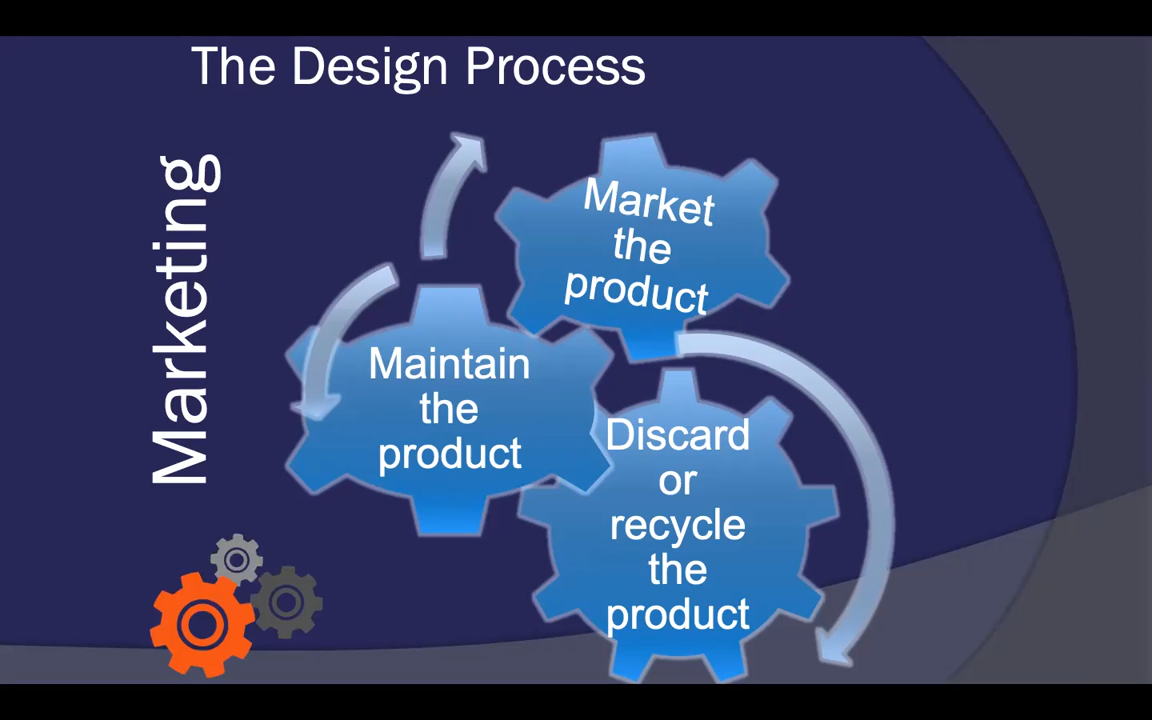 The Design Process
Marketing
Market
the
product
Maintain
the
product
Discard
or
recycle
the
product